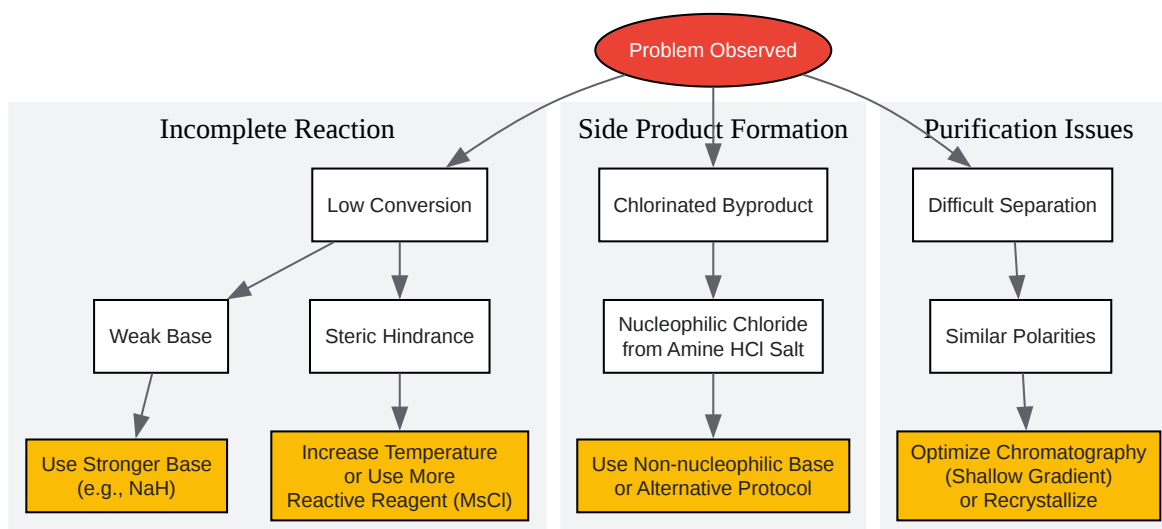 Problem Observed
Incomplete Reaction
Side Product Formation
Purification Issues
Low Conversion
Chlorinated Byproduct
Difficult Separation
Weak Base
Steric Hindrance
Nucleophilic Chloride
from Amine HCl Salt
Similar Polarities
Use Stronger Base
(e.g., NaH)
Increase Temperature
or Use More
Reactive Reagent (MsCl)
Use Non-nucleophilic Base
or Alternative Protocol
Optimize Chromatography
(Shallow Gradient)
or Recrystallize